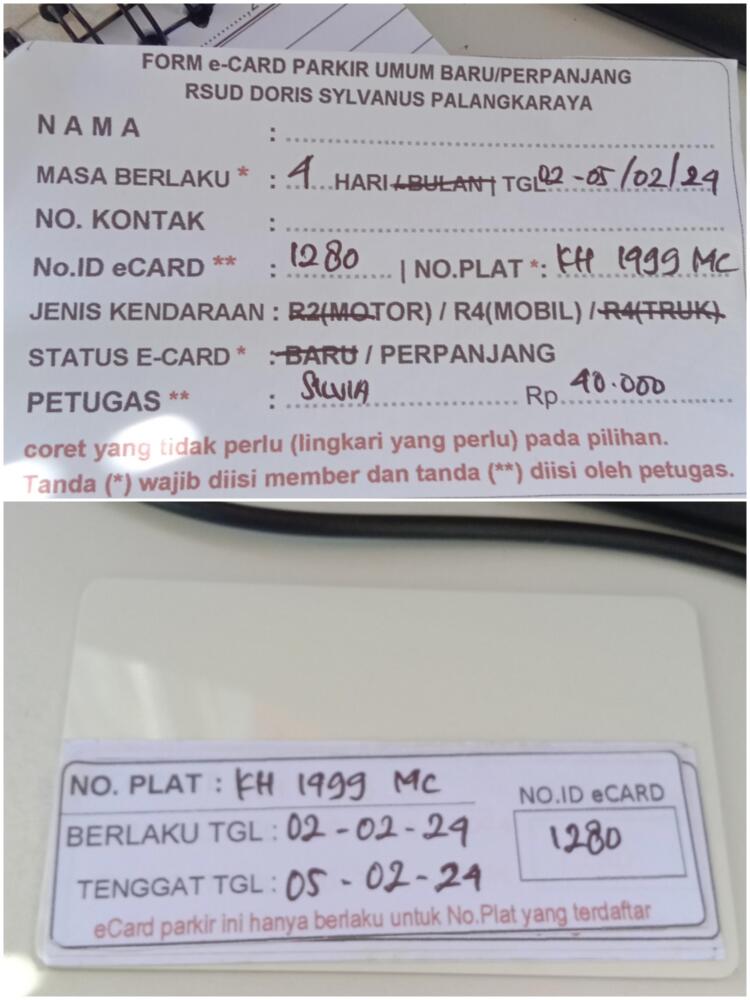 FORM e-CARD PARKIR UMUM BARU/PERPANJANG
RSUD DORIS SYLVANUS PALANGKARAYA
NAMA :
MASA BERLAKU * : 4 HARI / BULAN | TGL 02-05/02/24
NO. KONTAK :
No.ID eCARD ** : 1280 | NO.PLAT *: KH 1999 MC
JENIS KENDARAAN : R2(MOTOR) / R4(MOBIL) / R4(TRUK).
STATUS E-CARD * : BARU / PERPANJANG
PETUGAS ** : SILVIA Rp. 40.000
coret yang tidak perlu (lingkari yang perlu) pada pilihan.
Tanda (*) wajib diisi member dan tanda (**) diisi oleh petugas.
NO. PLAT : KH 1999 MC
NO.ID eCARD
BERLAKU TGL : 02-02-24
1280
TENGGAT TGL : 05-02-24
eCard parkir ini hanya berlaku untuk No.Plat yang terdaftar